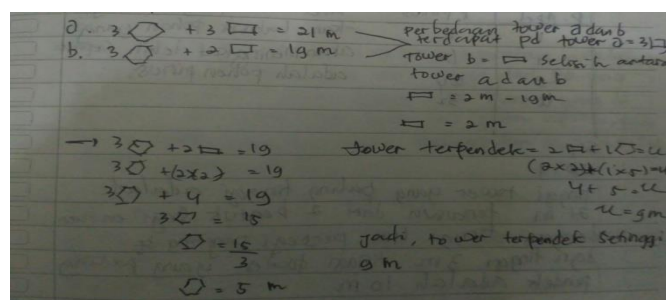 a. 3 ⬡ + 3 ▭ = 21 m
b. 3 ⬡ + 2 ▭ = 19 m
perbedaan tower a dan b
terdapat pd tower a = 3 ▭
tower b = ▭ selisih antara
tower a dan b
▭ = 2 m - 19 m
▭ = 2 m
→ 3 ⬡ + 2 ▭ = 19
3 ⬡ + (2x2) = 19
3 ⬡ + 4 = 19
3 ⬡ = 15
⬡ = 15/3
⬡ = 5 m
tower terpendek = 2 ▭ + 1 ⬡ = u
(2x2)+(1x5)=u
4 + 5 = u
u = 9m
Jadi, tower terpendek setinggi
9 m